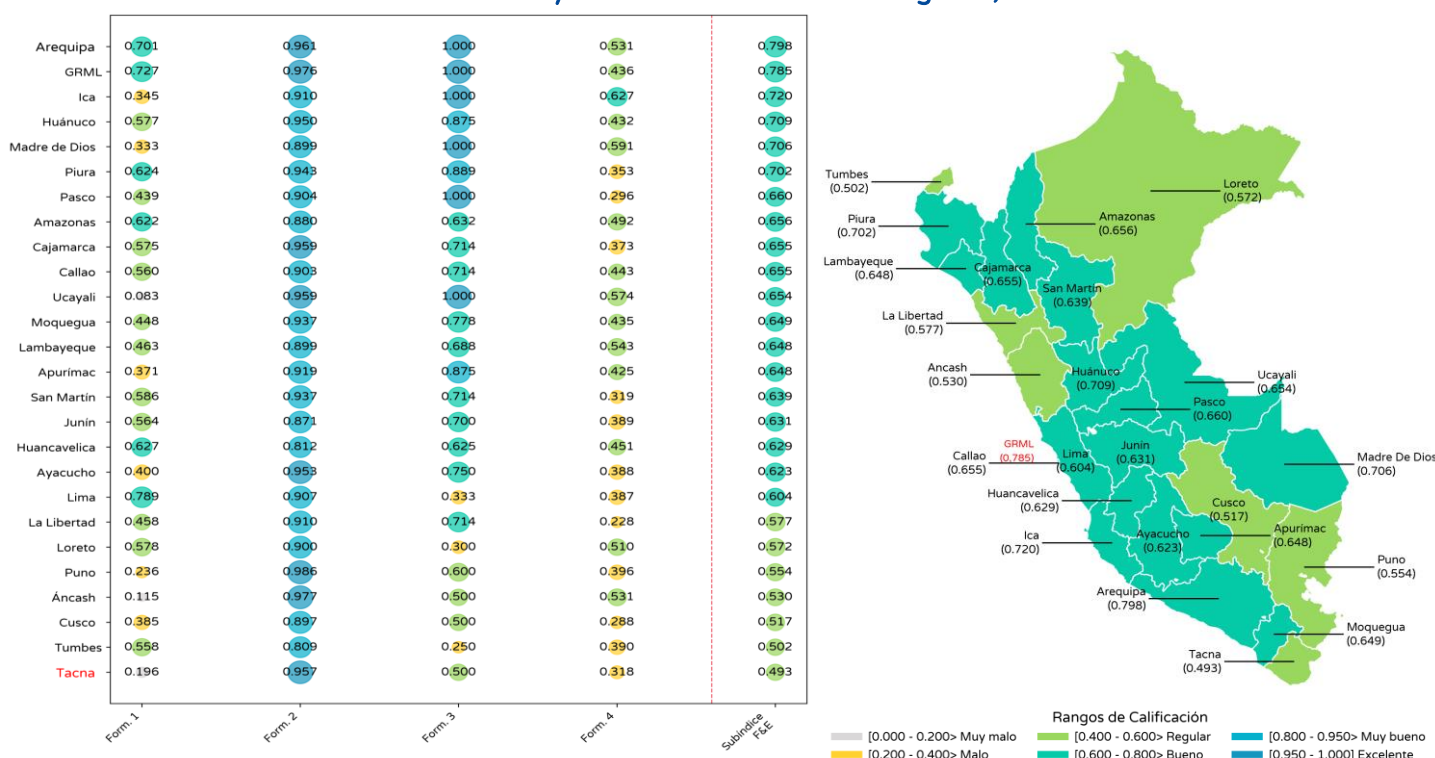 Arequipa 0.701 0.961 1.000 0.531 0.798
GRML 0.727 0.976 1.000 0.436 0.785
Ica 0.345 0.910 1.000 0.627 0.720
Huánuco 0.577 0.950 0.875 0.432 0.709
Madre de Dios 0.333 0.899 1.000 0.591 0.706
Piura 0.624 0.943 0.889 0.353 0.702
Pasco 0.439 0.904 1.000 0.296 0.660
Amazonas 0.622 0.880 0.632 0.492 0.656
Cajamarca 0.575 0.959 0.714 0.373 0.655
Callao 0.560 0.903 0.714 0.443 0.655
Ucayali 0.083 0.959 1.000 0.574 0.654
Moquegua 0.448 0.937 0.778 0.435 0.649
Lambayeque 0.463 0.899 0.688 0.543 0.648
Apurímac 0.371 0.919 0.875 0.425 0.648
San Martín 0.586 0.937 0.714 0.319 0.639
Junín 0.564 0.871 0.700 0.389 0.631
Huancavelica 0.627 0.812 0.625 0.451 0.629
Ayacucho 0.400 0.953 0.750 0.388 0.623
Lima 0.789 0.907 0.333 0.387 0.604
La Libertad 0.458 0.910 0.714 0.228 0.577
Loreto 0.578 0.900 0.300 0.510 0.572
Puno 0.236 0.986 0.600 0.396 0.554
Áncash 0.115 0.977 0.500 0.531 0.530
Cusco 0.385 0.897 0.500 0.288 0.517
Tumbes 0.558 0.809 0.250 0.390 0.502
Tacna 0.196 0.957 0.500 0.318 0.493
Form. 1 Form. 2 Form. 3 Form. 4 Subíndice
F&E
Tumbes
(0.502)
Loreto
(0.572)
Piura
(0.702)
Amazonas
(0.656)
Lambayeque
(0.648)
Cajamarca
(0.655)
San Martín
(0.639)
La Libertad
(0.577)
Ancash
(0.530)
Huánuco
(0.709)
Ucayali
(0.654)
Pasco
(0.660)
GRML
(0.785)
Callao
(0.655)
Lima
(0.604)
Junín
(0.631)
Madre De Dios
(0.706)
Huancavelica
(0.629)
Cusco
(0.517)
Ica
(0.720)
Ayacucho
(0.623)
Apurímac
(0.648)
Puno
(0.554)
Arequipa
(0.798)
Moquegua
(0.649)
Tacna
(0.493)
Rangos de Calificación
[0.000 - 0.200> Muy malo [0.400 - 0.600> Regular [0.800 - 0.950> Muy bueno
[0.200 - 0.400> Malo [0.600 - 0.800> Bueno [0.950 - 1.000] Excelente